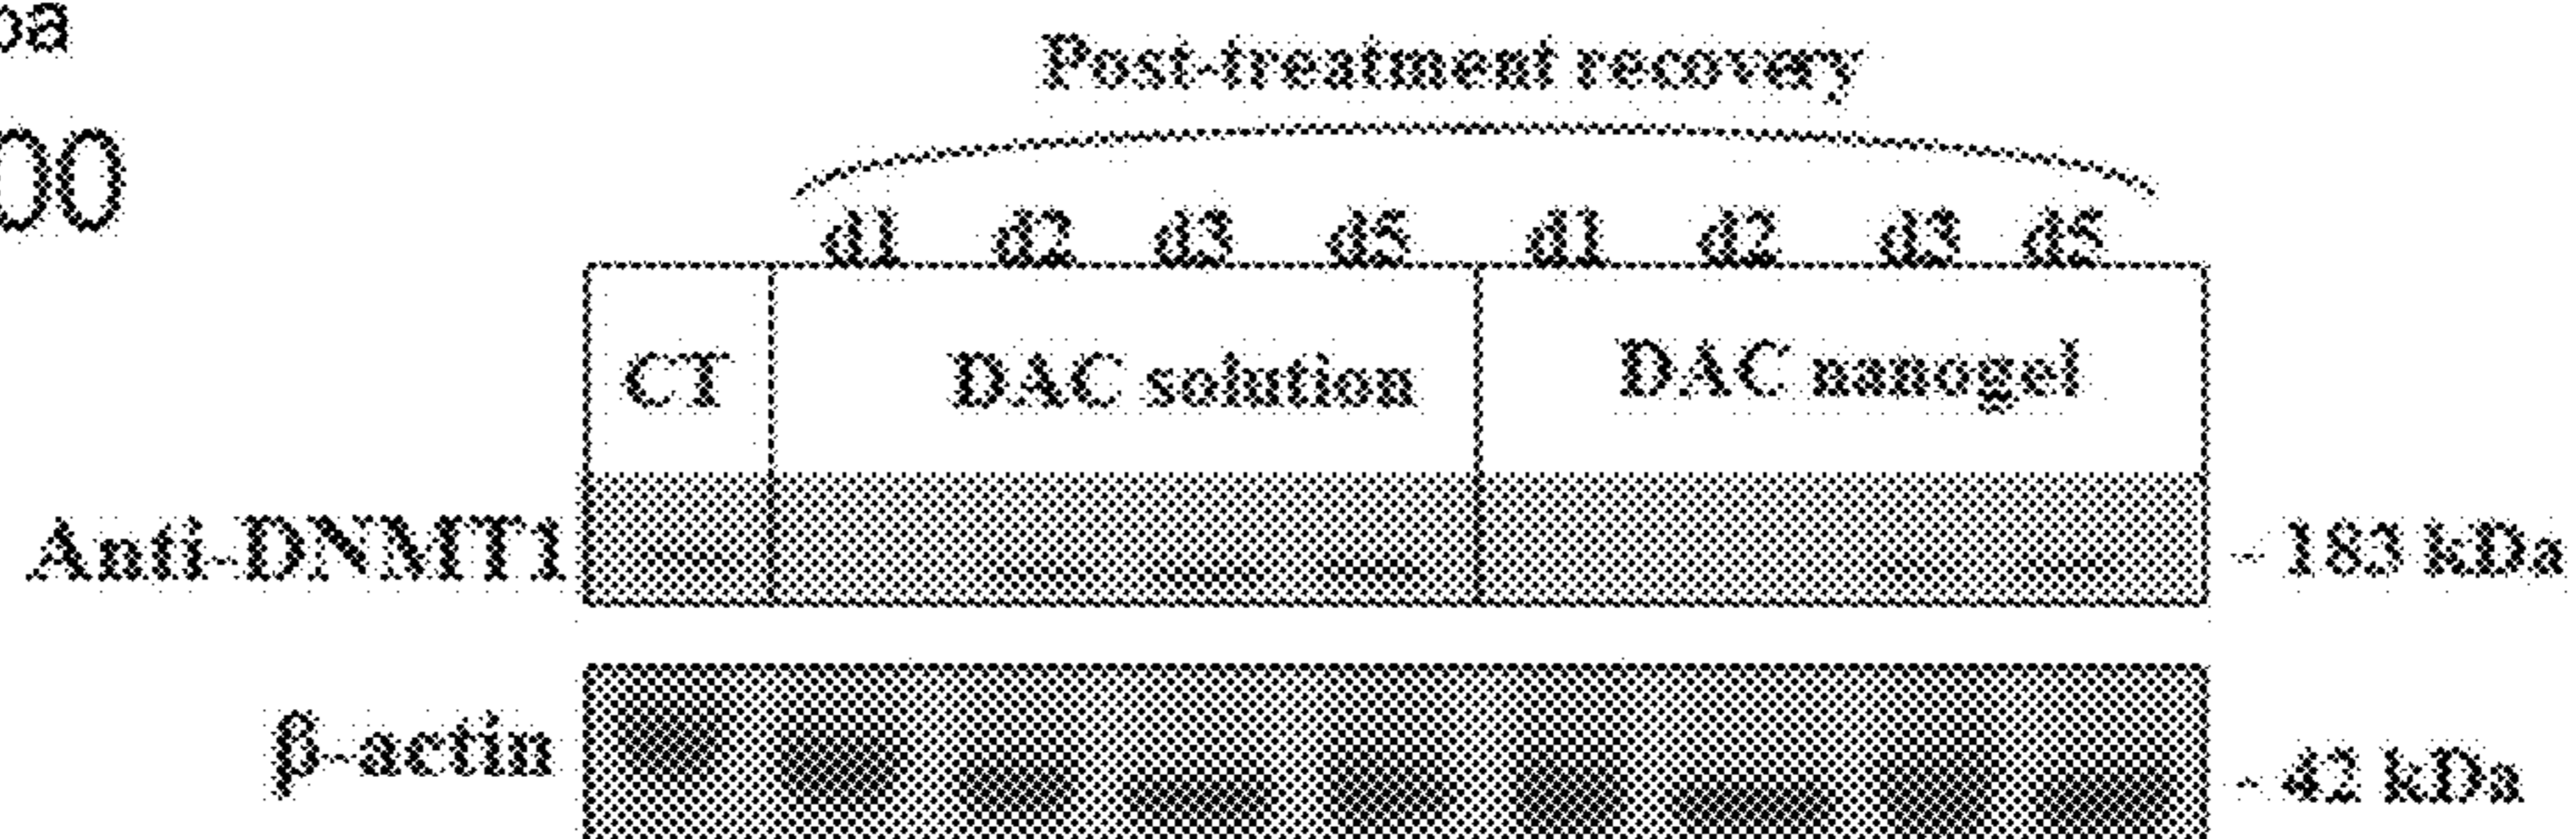 Post-treatment recovery
d1 d2 d3 d5 d1 d2 d3 d5
CT DAC solution DAC nanogel
Anti-DNMT1 - 183 kDa
β-actin - 42 kDa